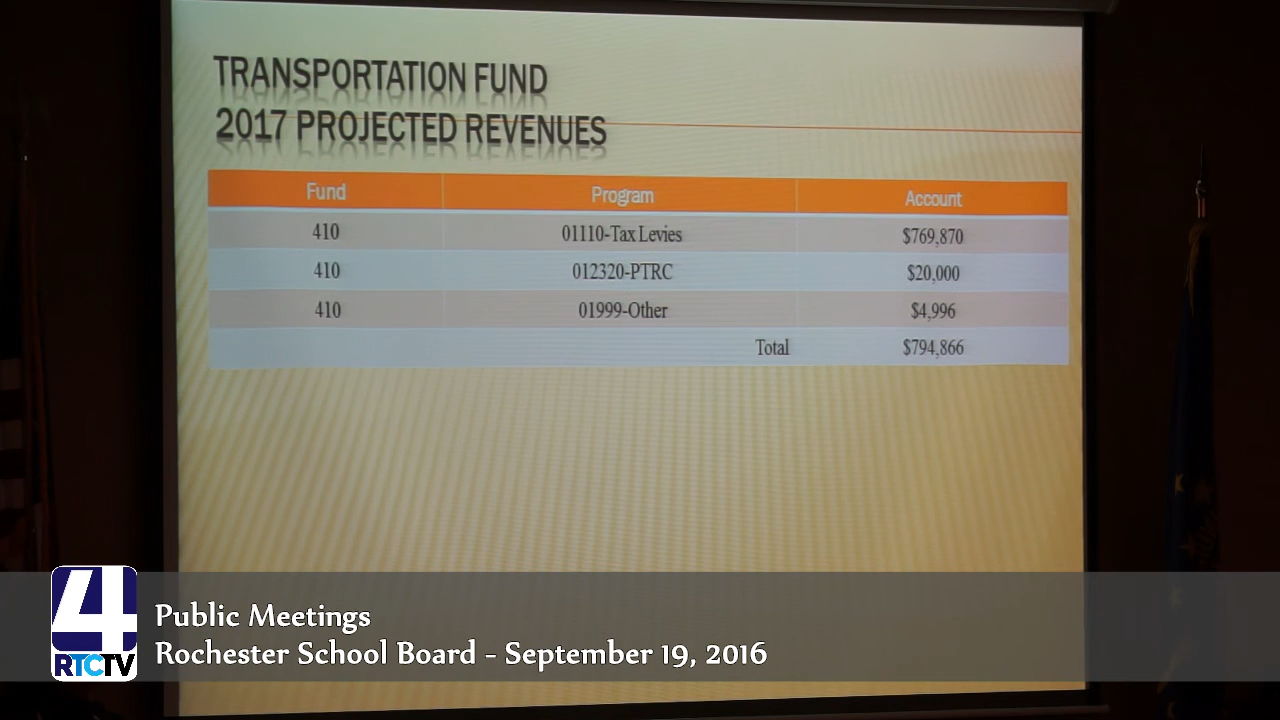 TRANSPORTATION FUND
2017 PROJECTED REVENUES
Fund Program Account
410 01110-Tax Levies $769,870
410 012320-PTRC $20,000
410 01999-Other $4,996
Total $794,866
4
RTCTV
Public Meetings
Rochester School Board - September 19, 2016